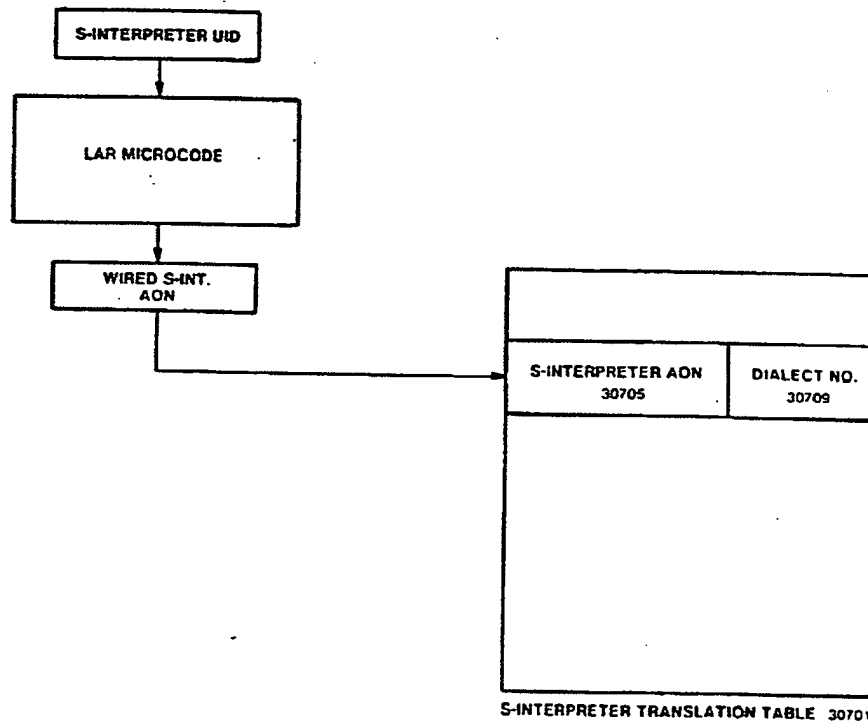 S-INTERPRETER UID
LAR MICROCODE
WIRED S-INT.
AON
S-INTERPRETER AON
30705
DIALECT NO.
30709
S-INTERPRETER TRANSLATION TABLE 30701